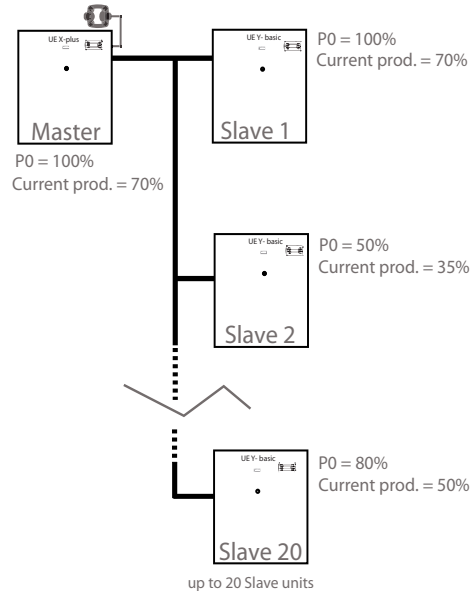 UE X-plus
Master
P0 = 100%
Current prod. = 70%
UE Y- basic
Slave 1
P0 = 100%
Current prod. = 70%
UE Y- basic
Slave 2
P0 = 50%
Current prod. = 35%
UE Y- basic
Slave 20
P0 = 80%
Current prod. = 50%
up to 20 Slave units